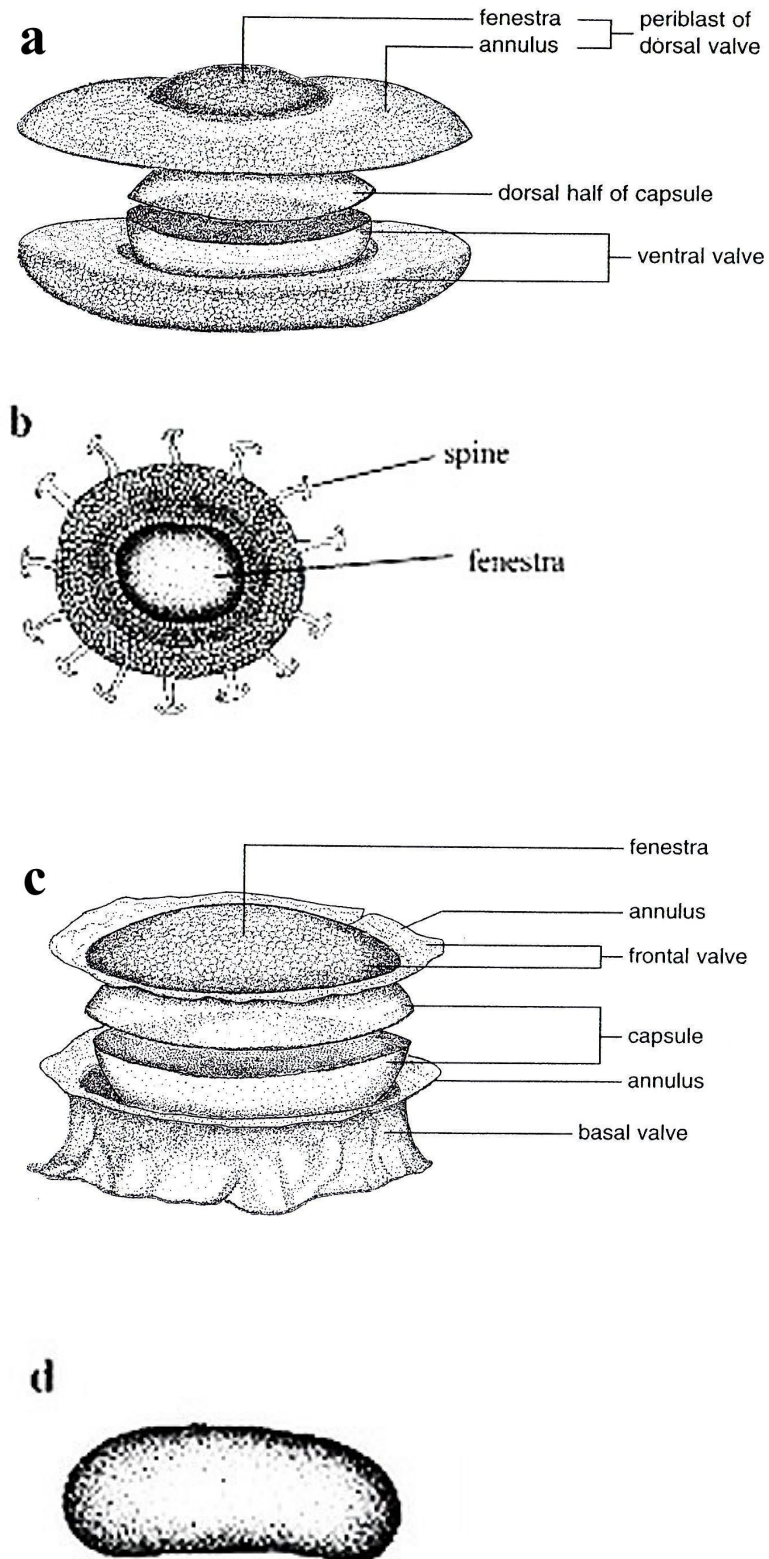 a
fenestra
annulus
periblast of
dorsal valve
dorsal half of capsule
ventral valve
b
spine
fenestra
c
fenestra
annulus
frontal valve
capsule
annulus
basal valve
d